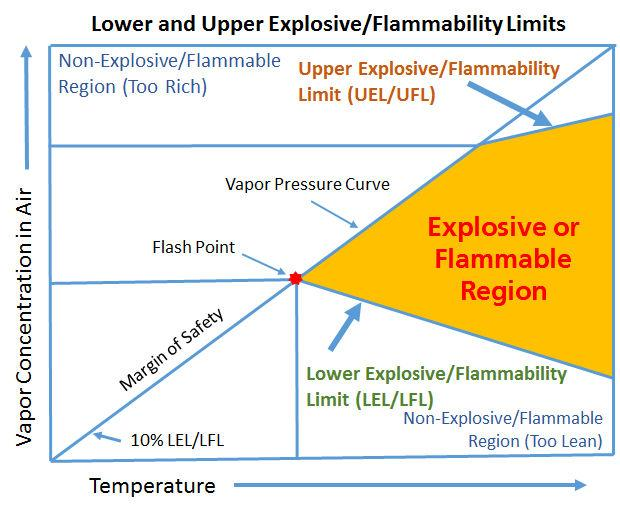 Lower and Upper Explosive/Flammability Limits
Non-Explosive/Flammable
Region (Too Rich)
Upper Explosive/Flammability
Limit (UEL/UFL)
Vapor Pressure Curve
Flash Point
Explosive or
Flammable
Region
Margin of Safety
Lower Explosive/Flammability
Limit (LEL/LFL)
10% LEL/LFL
Non-Explosive/Flammable
Region (Too Lean)
Vapor Concentration in Air
Temperature